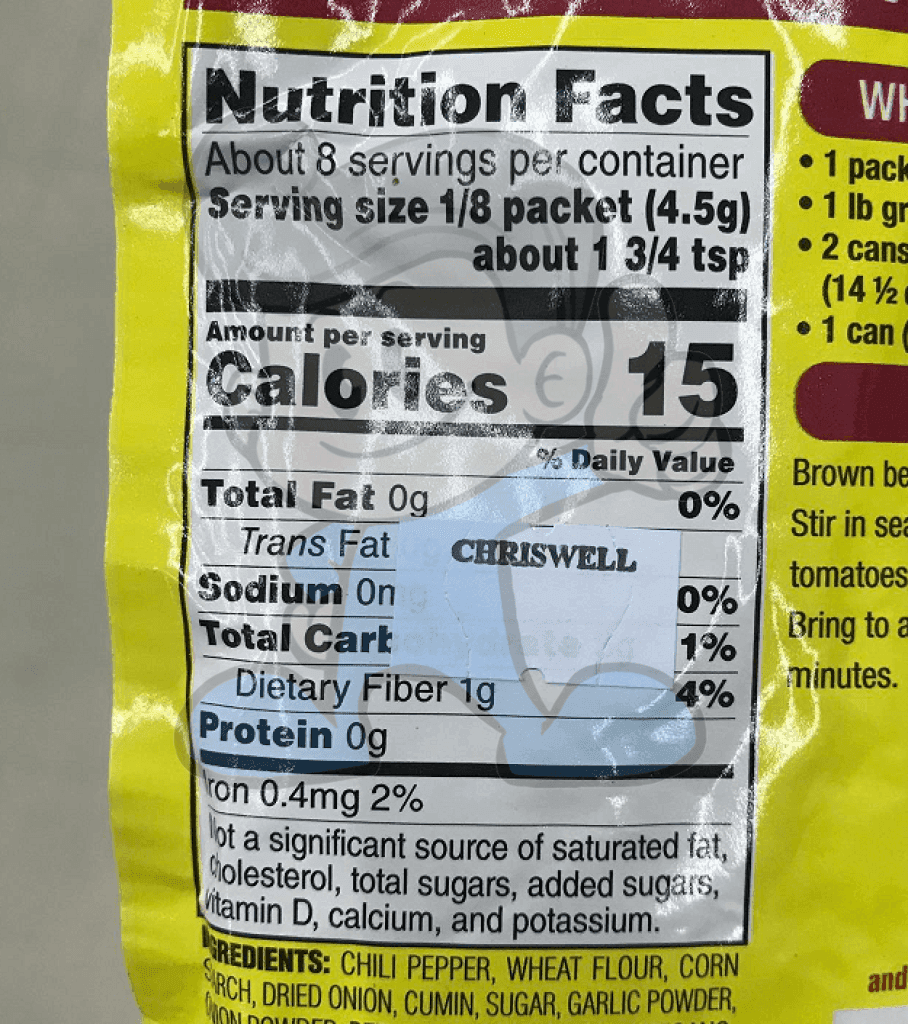 Nutrition Facts
About 8 servings per container
Serving size 1/8 packet (4.5g)
about 1 3/4 tsp
Amount per serving
Calories 15
% Daily Value
Total Fat 0g 0%
Trans Fat
CHRISWELL
Sodium 0m 0%
Total Carb 1%
Dietary Fiber 1g 4%
Protein 0g
Iron 0.4mg 2%
Not a significant source of saturated fat,
cholesterol, total sugars, added sugars,
vitamin D, calcium, and potassium.
INGREDIENTS: CHILI PEPPER, WHEAT FLOUR, CORN
STARCH, DRIED ONION, CUMIN, SUGAR, GARLIC POWDER,
WH
• 1 pack
• 1 lb gr
• 2 cans
(14 ½
• 1 can (
Brown be
Stir in sea
tomatoes
Bring to a
minutes.
and